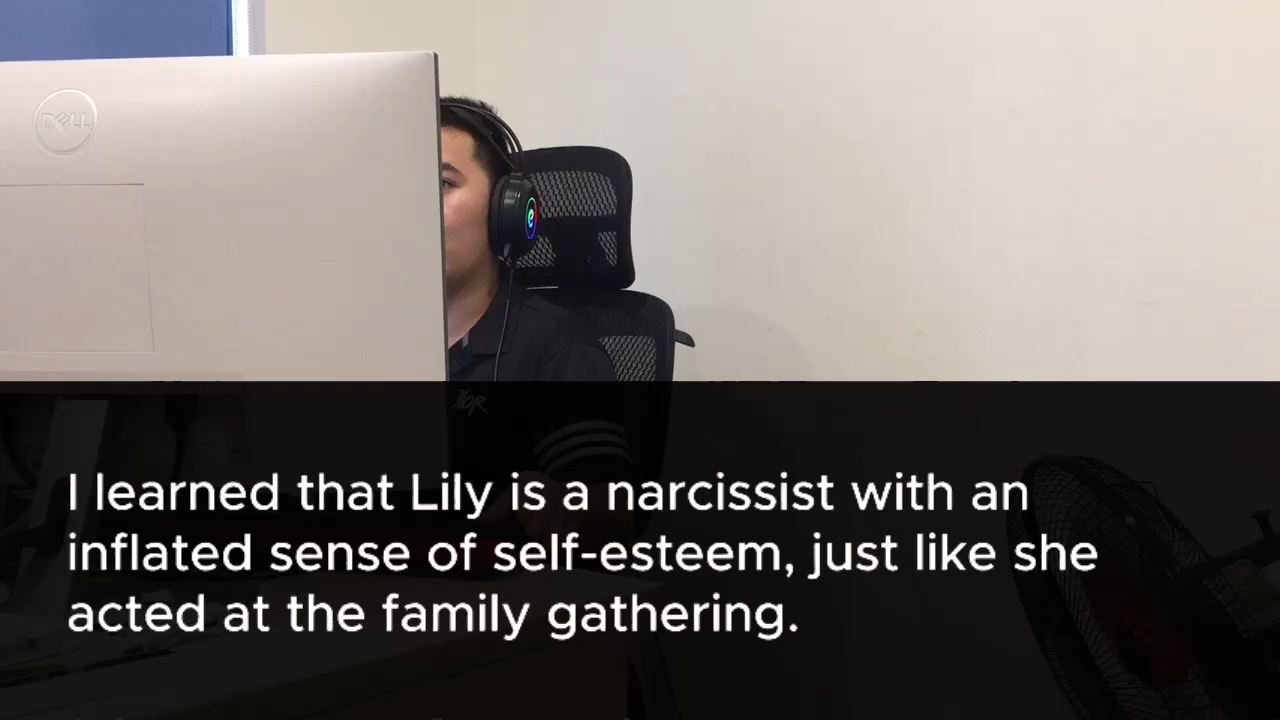 DELL
I learned that Lily is a narcissist with an
inflated sense of self-esteem, just like she
acted at the family gathering.